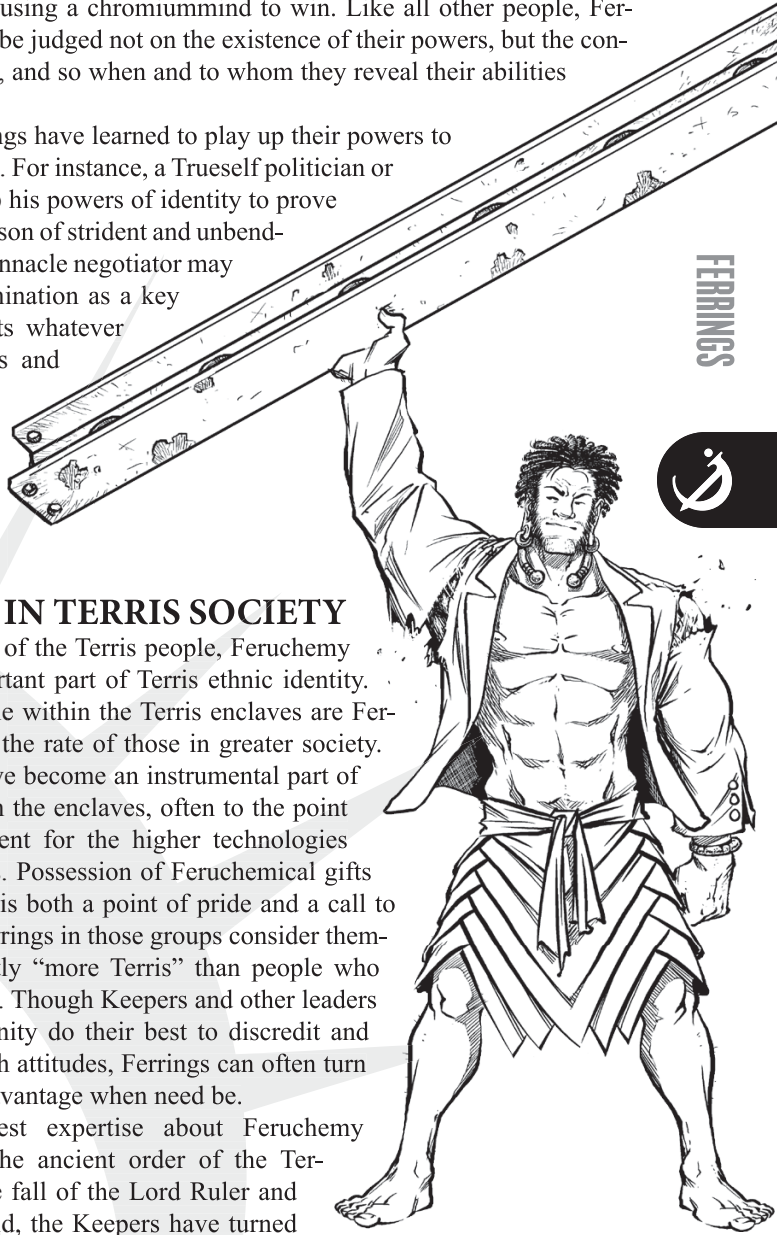 using a chromiummind to win. Like all other people, Fer-
be judged not on the existence of their powers, but the con-
, and so when and to whom they reveal their abilities
ngs have learned to play up their powers to
. For instance, a Trueself politician or
his powers of identity to prove
son of strident and unbend-
nnacle negotiator may
mination as a key
ts whatever
s and
FERRINGS
IN TERRIS SOCIETY
of the Terris people, Feruchemy
rtant part of Terris ethnic identity.
e within the Terris enclaves are Fer-
the rate of those in greater society.
ve become an instrumental part of
n the enclaves, often to the point
ent for the higher technologies
. Possession of Feruchemical gifts
is both a point of pride and a call to
rrings in those groups consider them-
tly “more Terris” than people who
. Though Keepers and other leaders
nity do their best to discredit and
h attitudes, Ferrings can often turn
vantage when need be.
est expertise about Feruchemy
he ancient order of the Ter-
e fall of the Lord Ruler and
d, the Keepers have turned